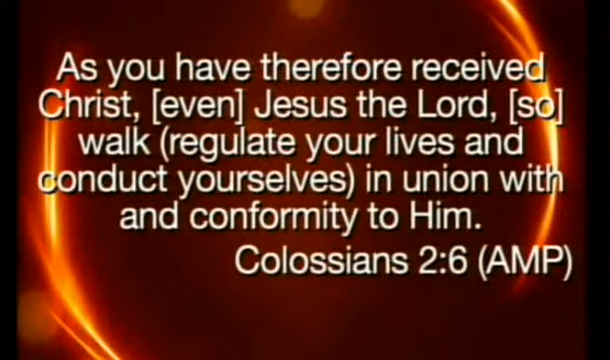 As you have therefore received
Christ, [even] Jesus the Lord, [so]
walk (regulate your lives and
conduct yourselves) in union with
and conformity to Him.
Colossians 2:6 (AMP)